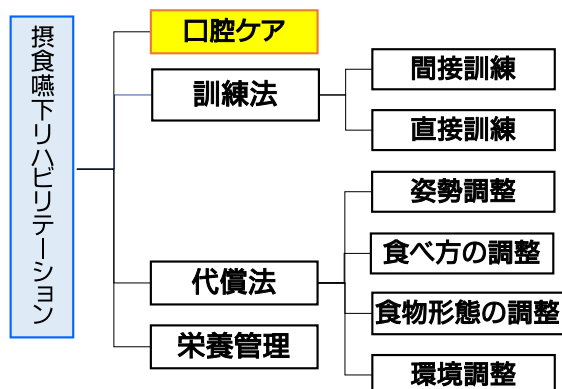 摂食嚥下リハビリテーション
口腔ケア
訓練法
間接訓練
直接訓練
代償法
姿勢調整
食べ方の調整
食物形態の調整
環境調整
栄養管理